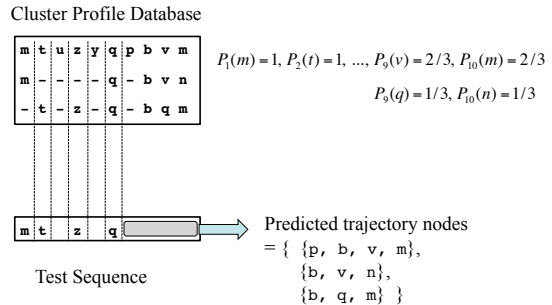 Cluster Profile Database
m t u z y q p b v m
m - - - - q - b v n
- t - z - q - b q m
P₁(m) = 1, P₂(t) = 1, ..., P₉(v) = 2/3, P₁₀(m) = 2/3
P₉(q) = 1/3, P₁₀(n) = 1/3
m t z q
Test Sequence
Predicted trajectory nodes
= { {p, b, v, m},
{b, v, n},
{b, q, m} }